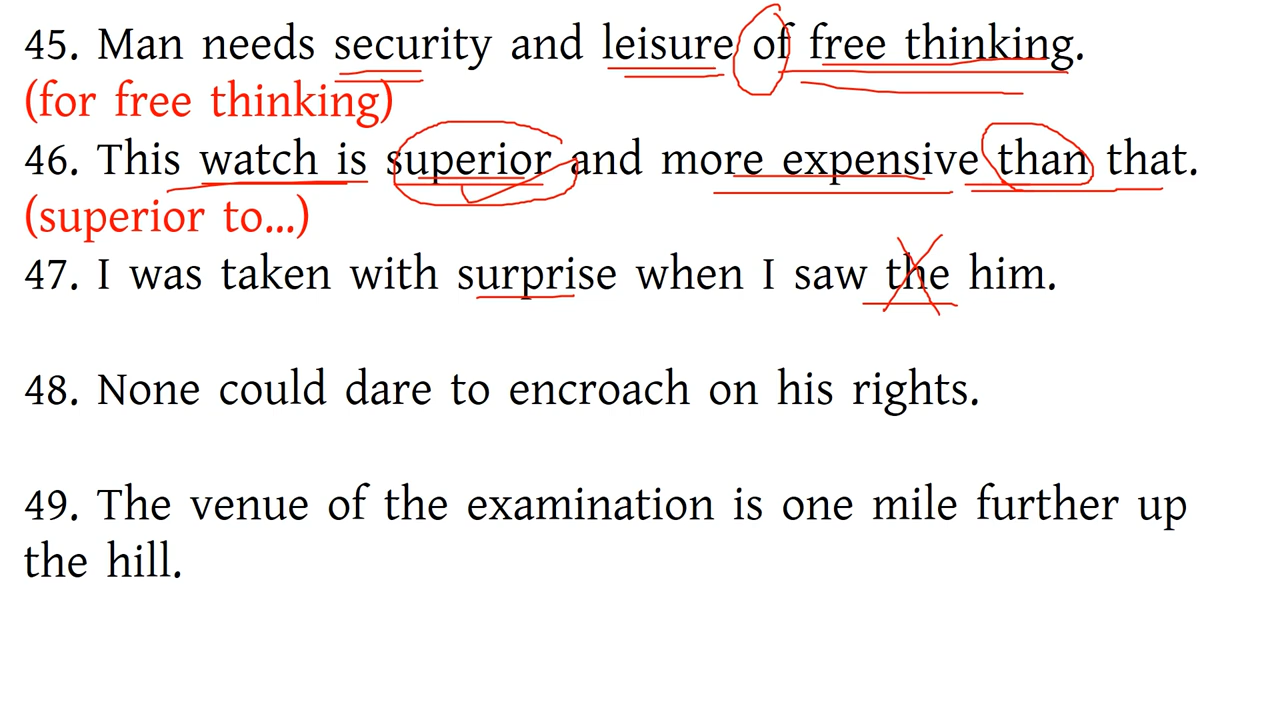 45. Man needs security and leisure of free thinking.
(for free thinking)
46. This watch is superior and more expensive than that.
(superior to...)
47. I was taken with surprise when I saw the him.
48. None could dare to encroach on his rights.
49. The venue of the examination is one mile further up
the hill.